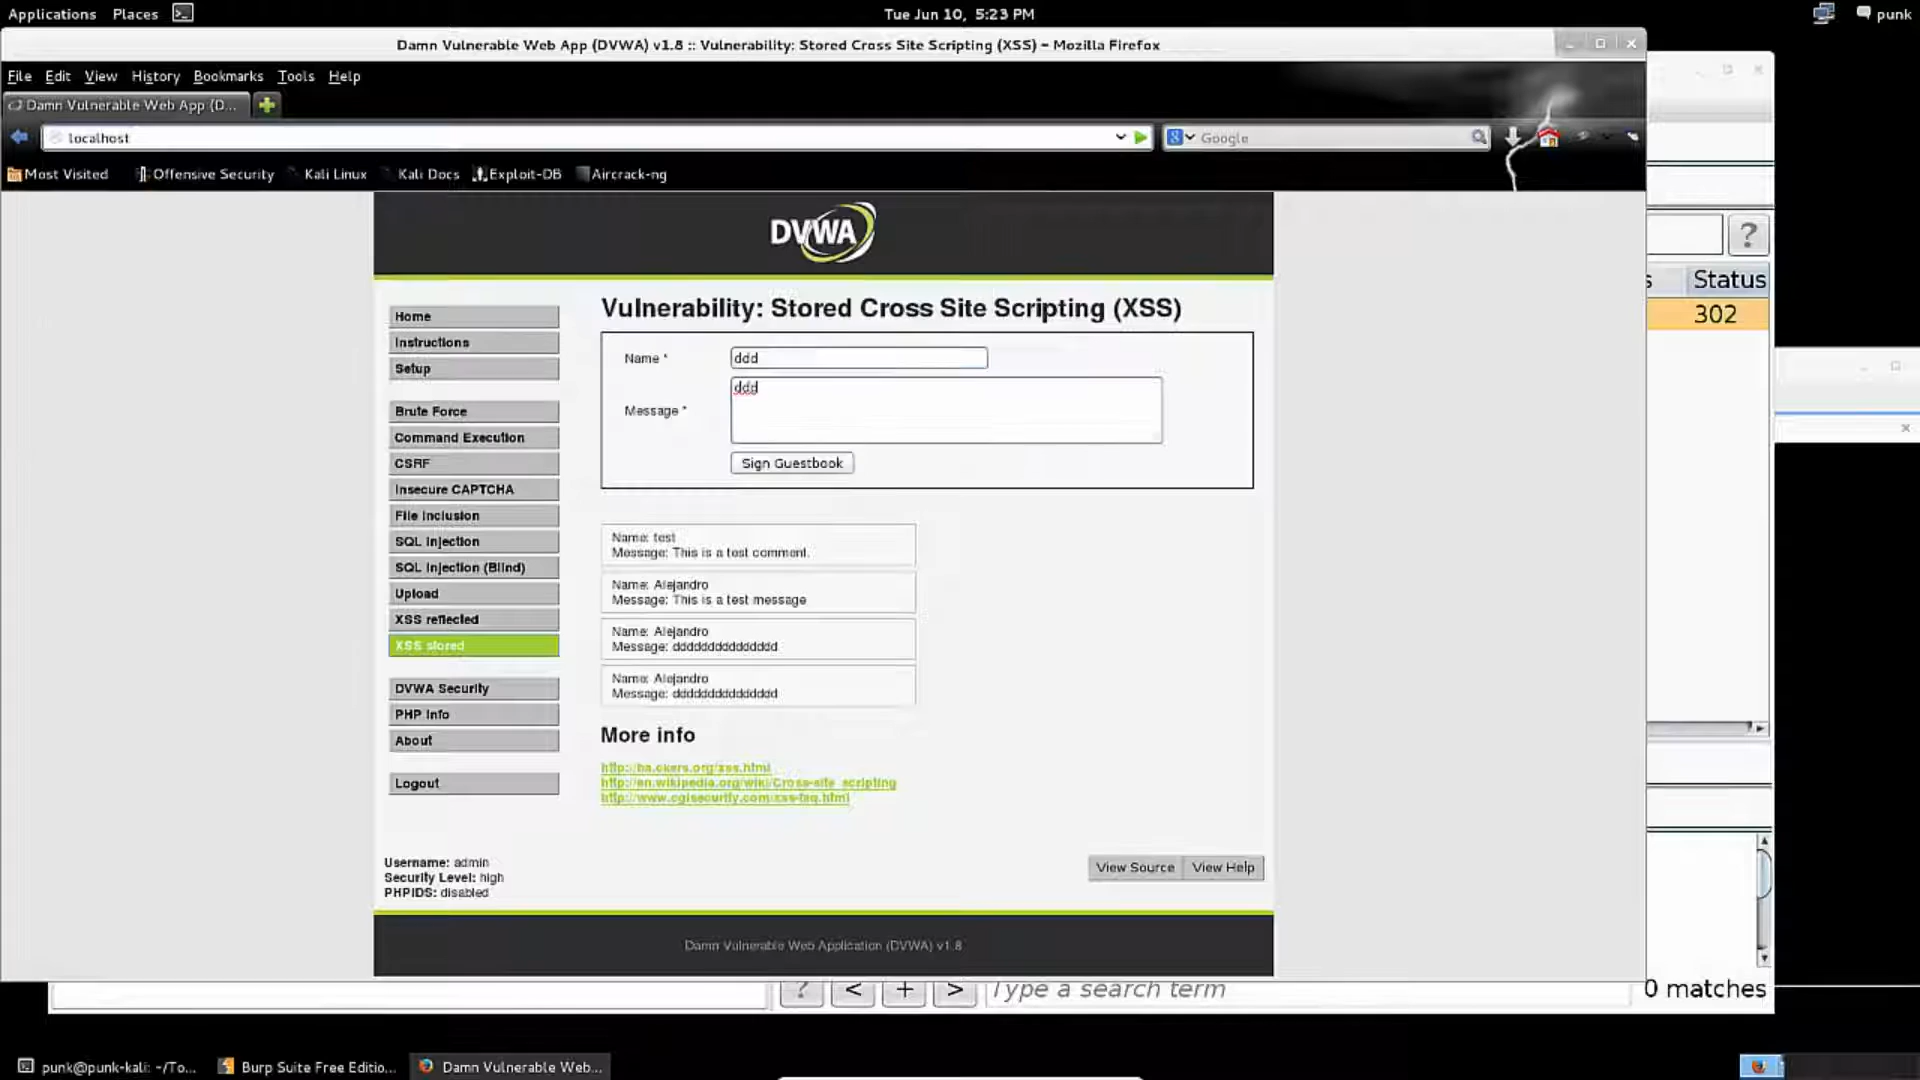 Applications Places
Tue Jun 10, 5:23 PM
punk
Damn Vulnerable Web App (DVWA) v1.8 :: Vulnerability: Stored Cross Site Scripting (XSS) - Mozilla Firefox
File Edit View History Bookmarks Tools Help
Damn Vulnerable Web App (D...
localhost
Google
Most Visited Offensive Security Kali Linux Kali Docs Exploit-DB Aircrack-ng
DVWA
Home
Instructions
Setup
Brute Force
Command Execution
CSRF
Insecure CAPTCHA
File Inclusion
SQL Injection
SQL Injection (Blind)
Upload
XSS reflected
XSS stored
DVWA Security
PHP Info
About
Logout
Vulnerability: Stored Cross Site Scripting (XSS)
Name * ddd
ddd
Message *
Sign Guestbook
Name: test
Message: This is a test comment.
Name: Alejandro
Message: This is a test message
Name: Alejandro
Message: ddddddddddddddd
Name: Alejandro
Message: ddddddddddddddd
More info
http://ha.ckers.org/xss.html
http://en.wikipedia.org/wiki/Cross-site_scripting
http://www.cgisecurity.com/xss-faq.html
Username: admin
Security Level: high
PHPIDS: disabled
View Source View Help
Damn Vulnerable Web Application (DVWA) v1.8
?
s Status
302
? < + > Type a search term
0 matches
punk@punk-kali: ~/To...
Burp Suite Free Editio...
Damn Vulnerable Web...